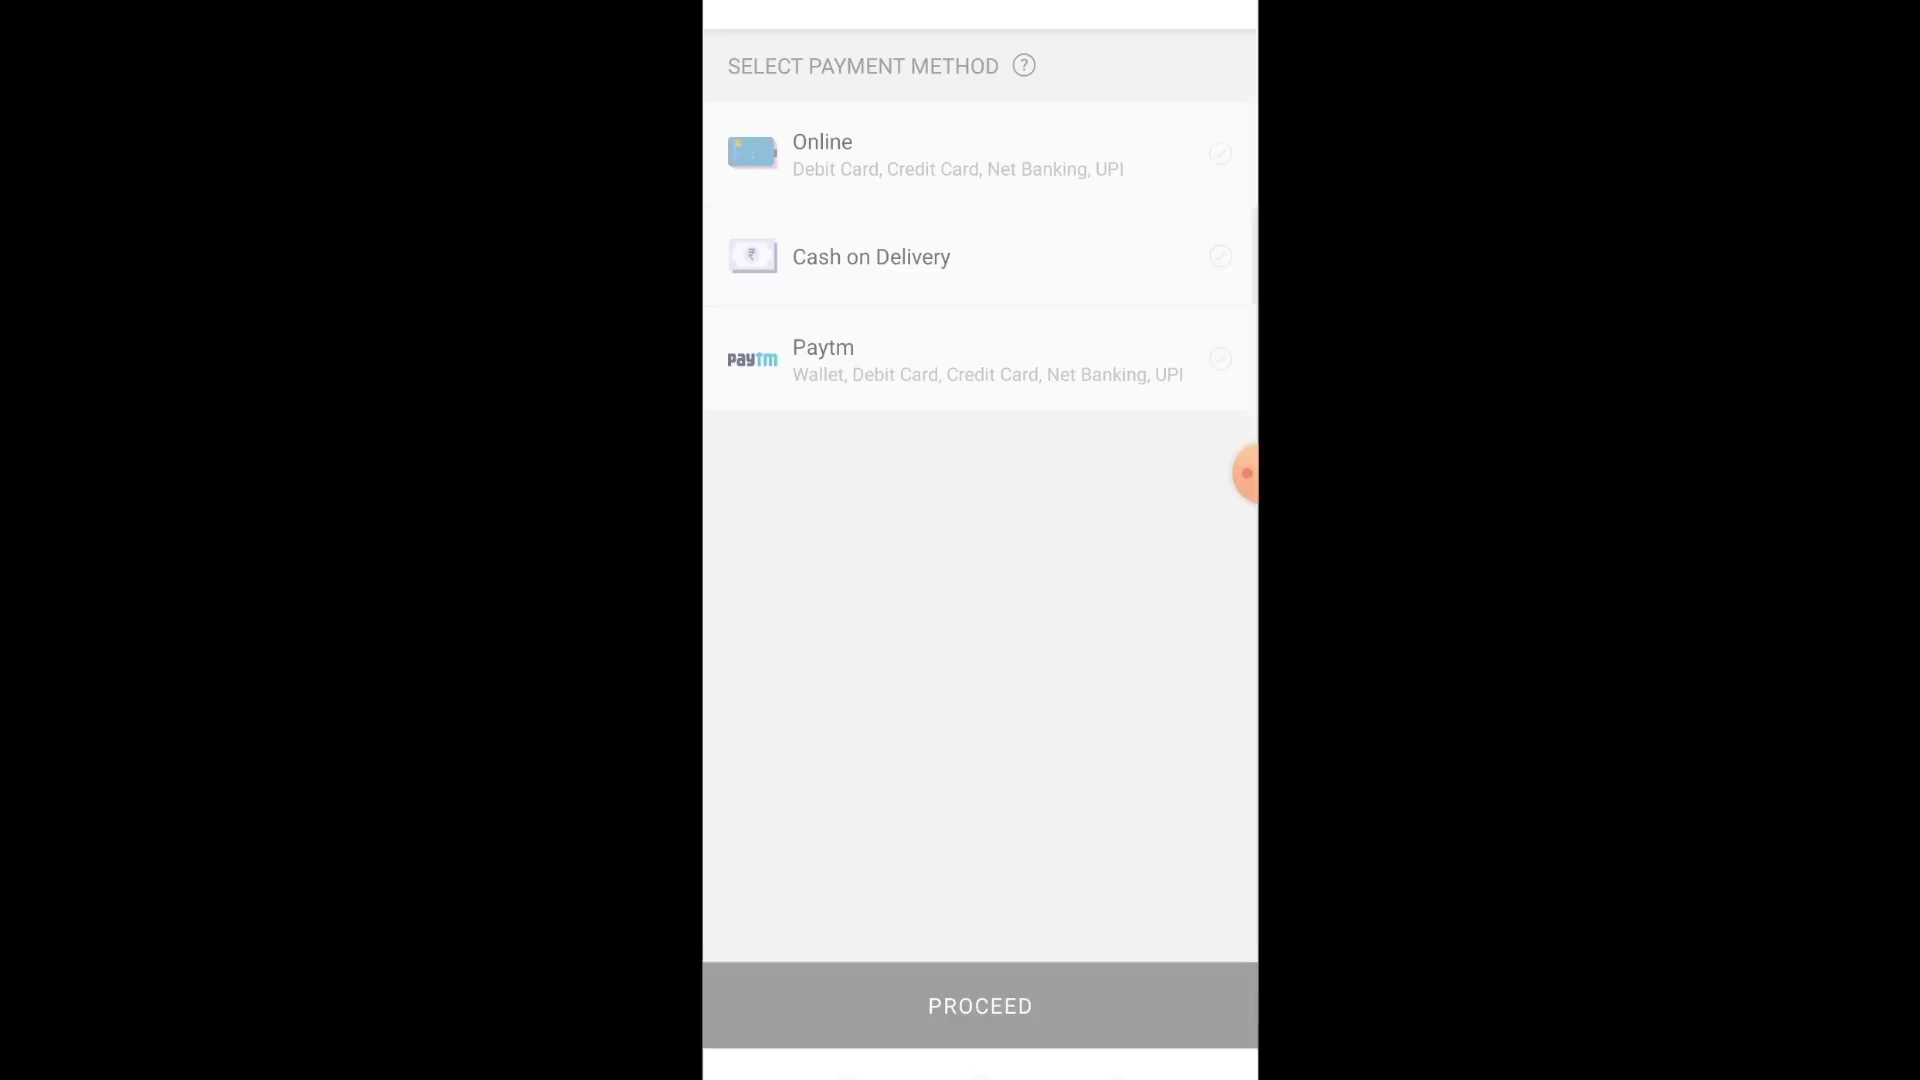 SELECT PAYMENT METHOD ?
Online
Debit Card, Credit Card, Net Banking, UPI
₹
Cash on Delivery
paytm
Paytm
Wallet, Debit Card, Credit Card, Net Banking, UPI
PROCEED